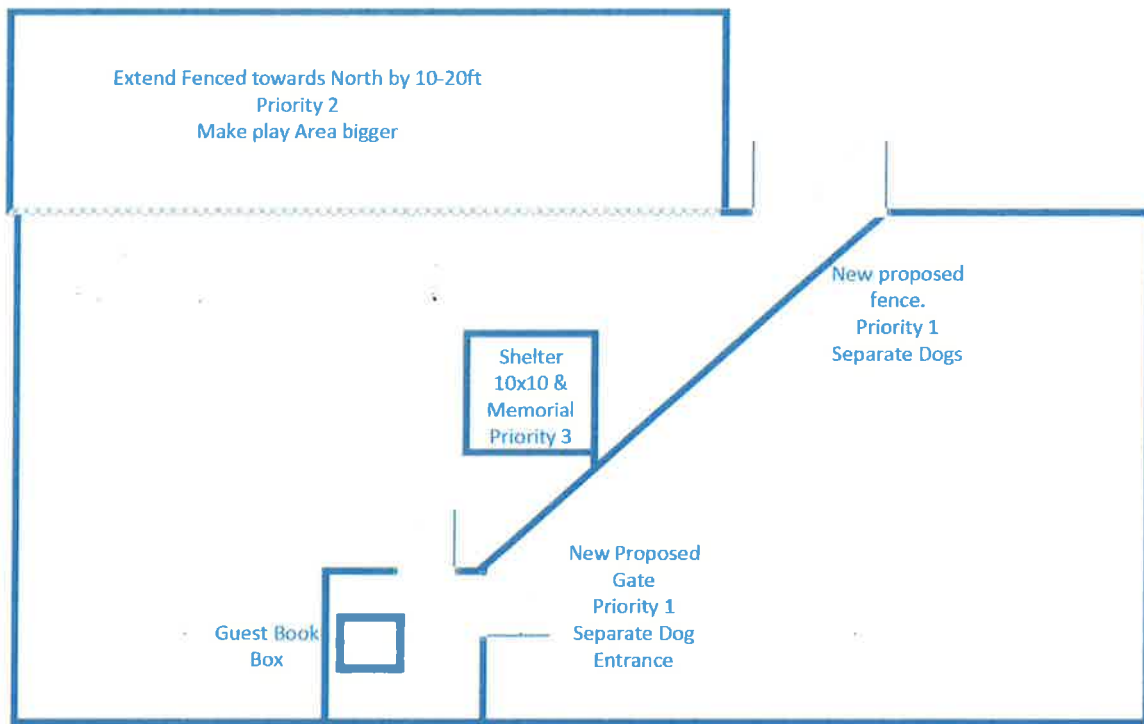 Extend Fenced towards North by 10-20ft
Priority 2
Make play Area bigger
New proposed
fence.
Priority 1
Separate Dogs
Shelter
10x10 &
Memorial
Priority 3
New Proposed
Gate
Priority 1
Separate Dog
Entrance
Guest Book
Box